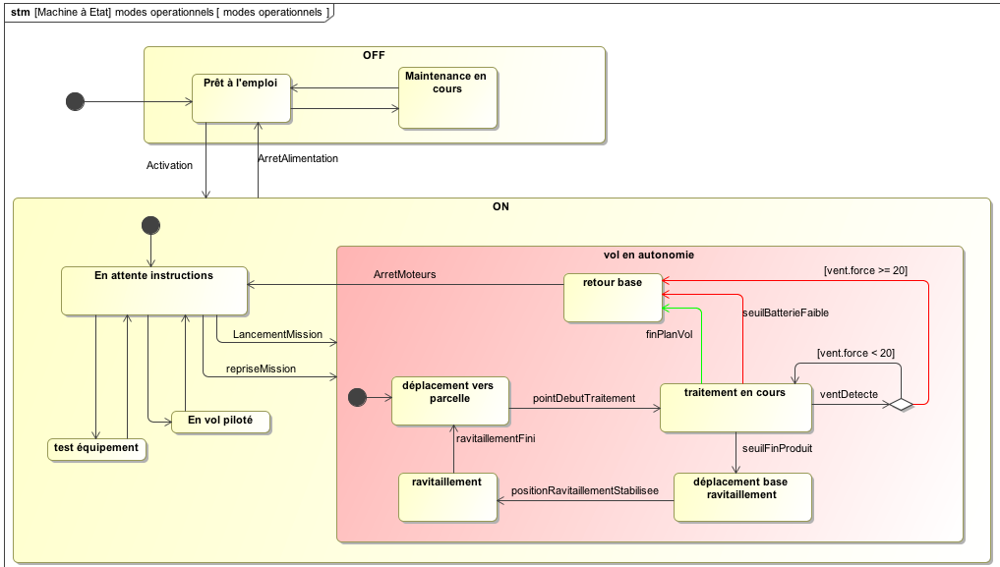 stm [Machine à Etat] modes operationnels [ modes operationnels ]
OFF
Prêt à l'emploi
Maintenance en
cours
Activation
ArretAlimentation
ON
En attente instructions
vol en autonomie
ArretMoteurs
retour base
[vent.force >= 20]
seuilBatterieFaible
finPlanVol
LancementMission
[vent.force < 20]
repriseMission
déplacement vers
parcelle
pointDebutTraitement
traitement en cours
ventDetecte
En vol piloté
test équipement
ravitaillementFini
seuilFinProduit
ravitaillement
positionRavitaillementStabilisee
déplacement base
ravitaillement